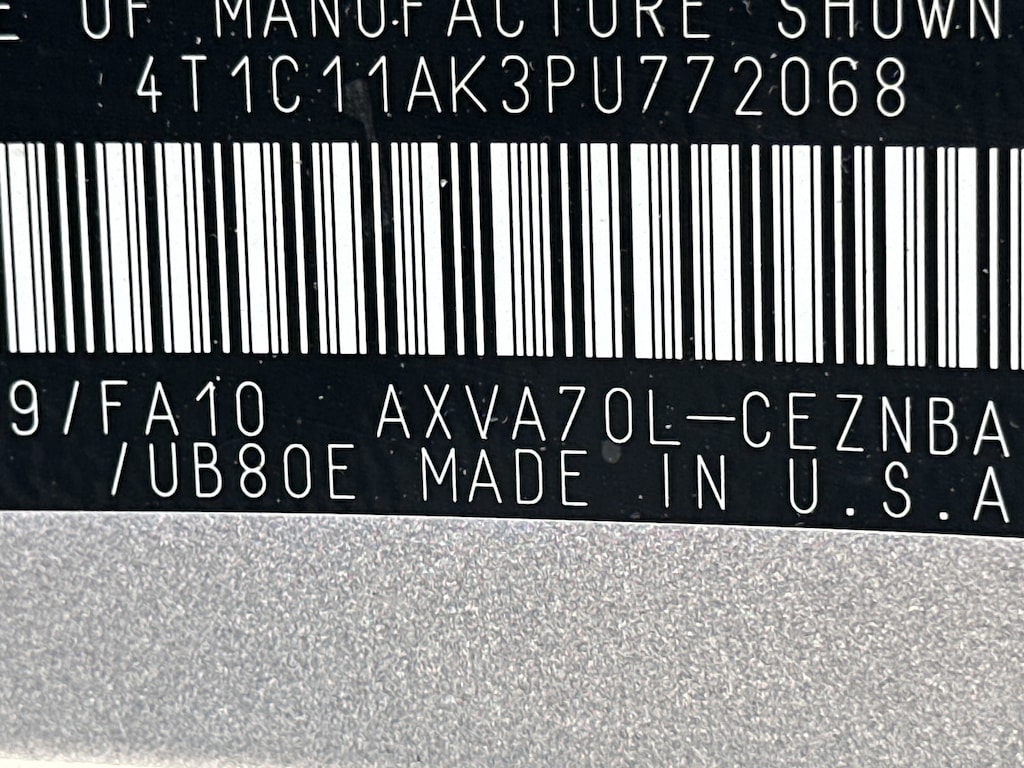 E OF MANUFACTURE SHOWN
4T1C11AK3PU772068
9/FA10 AXVA70L-CEZNBA
/UB80E MADE IN U.S.A